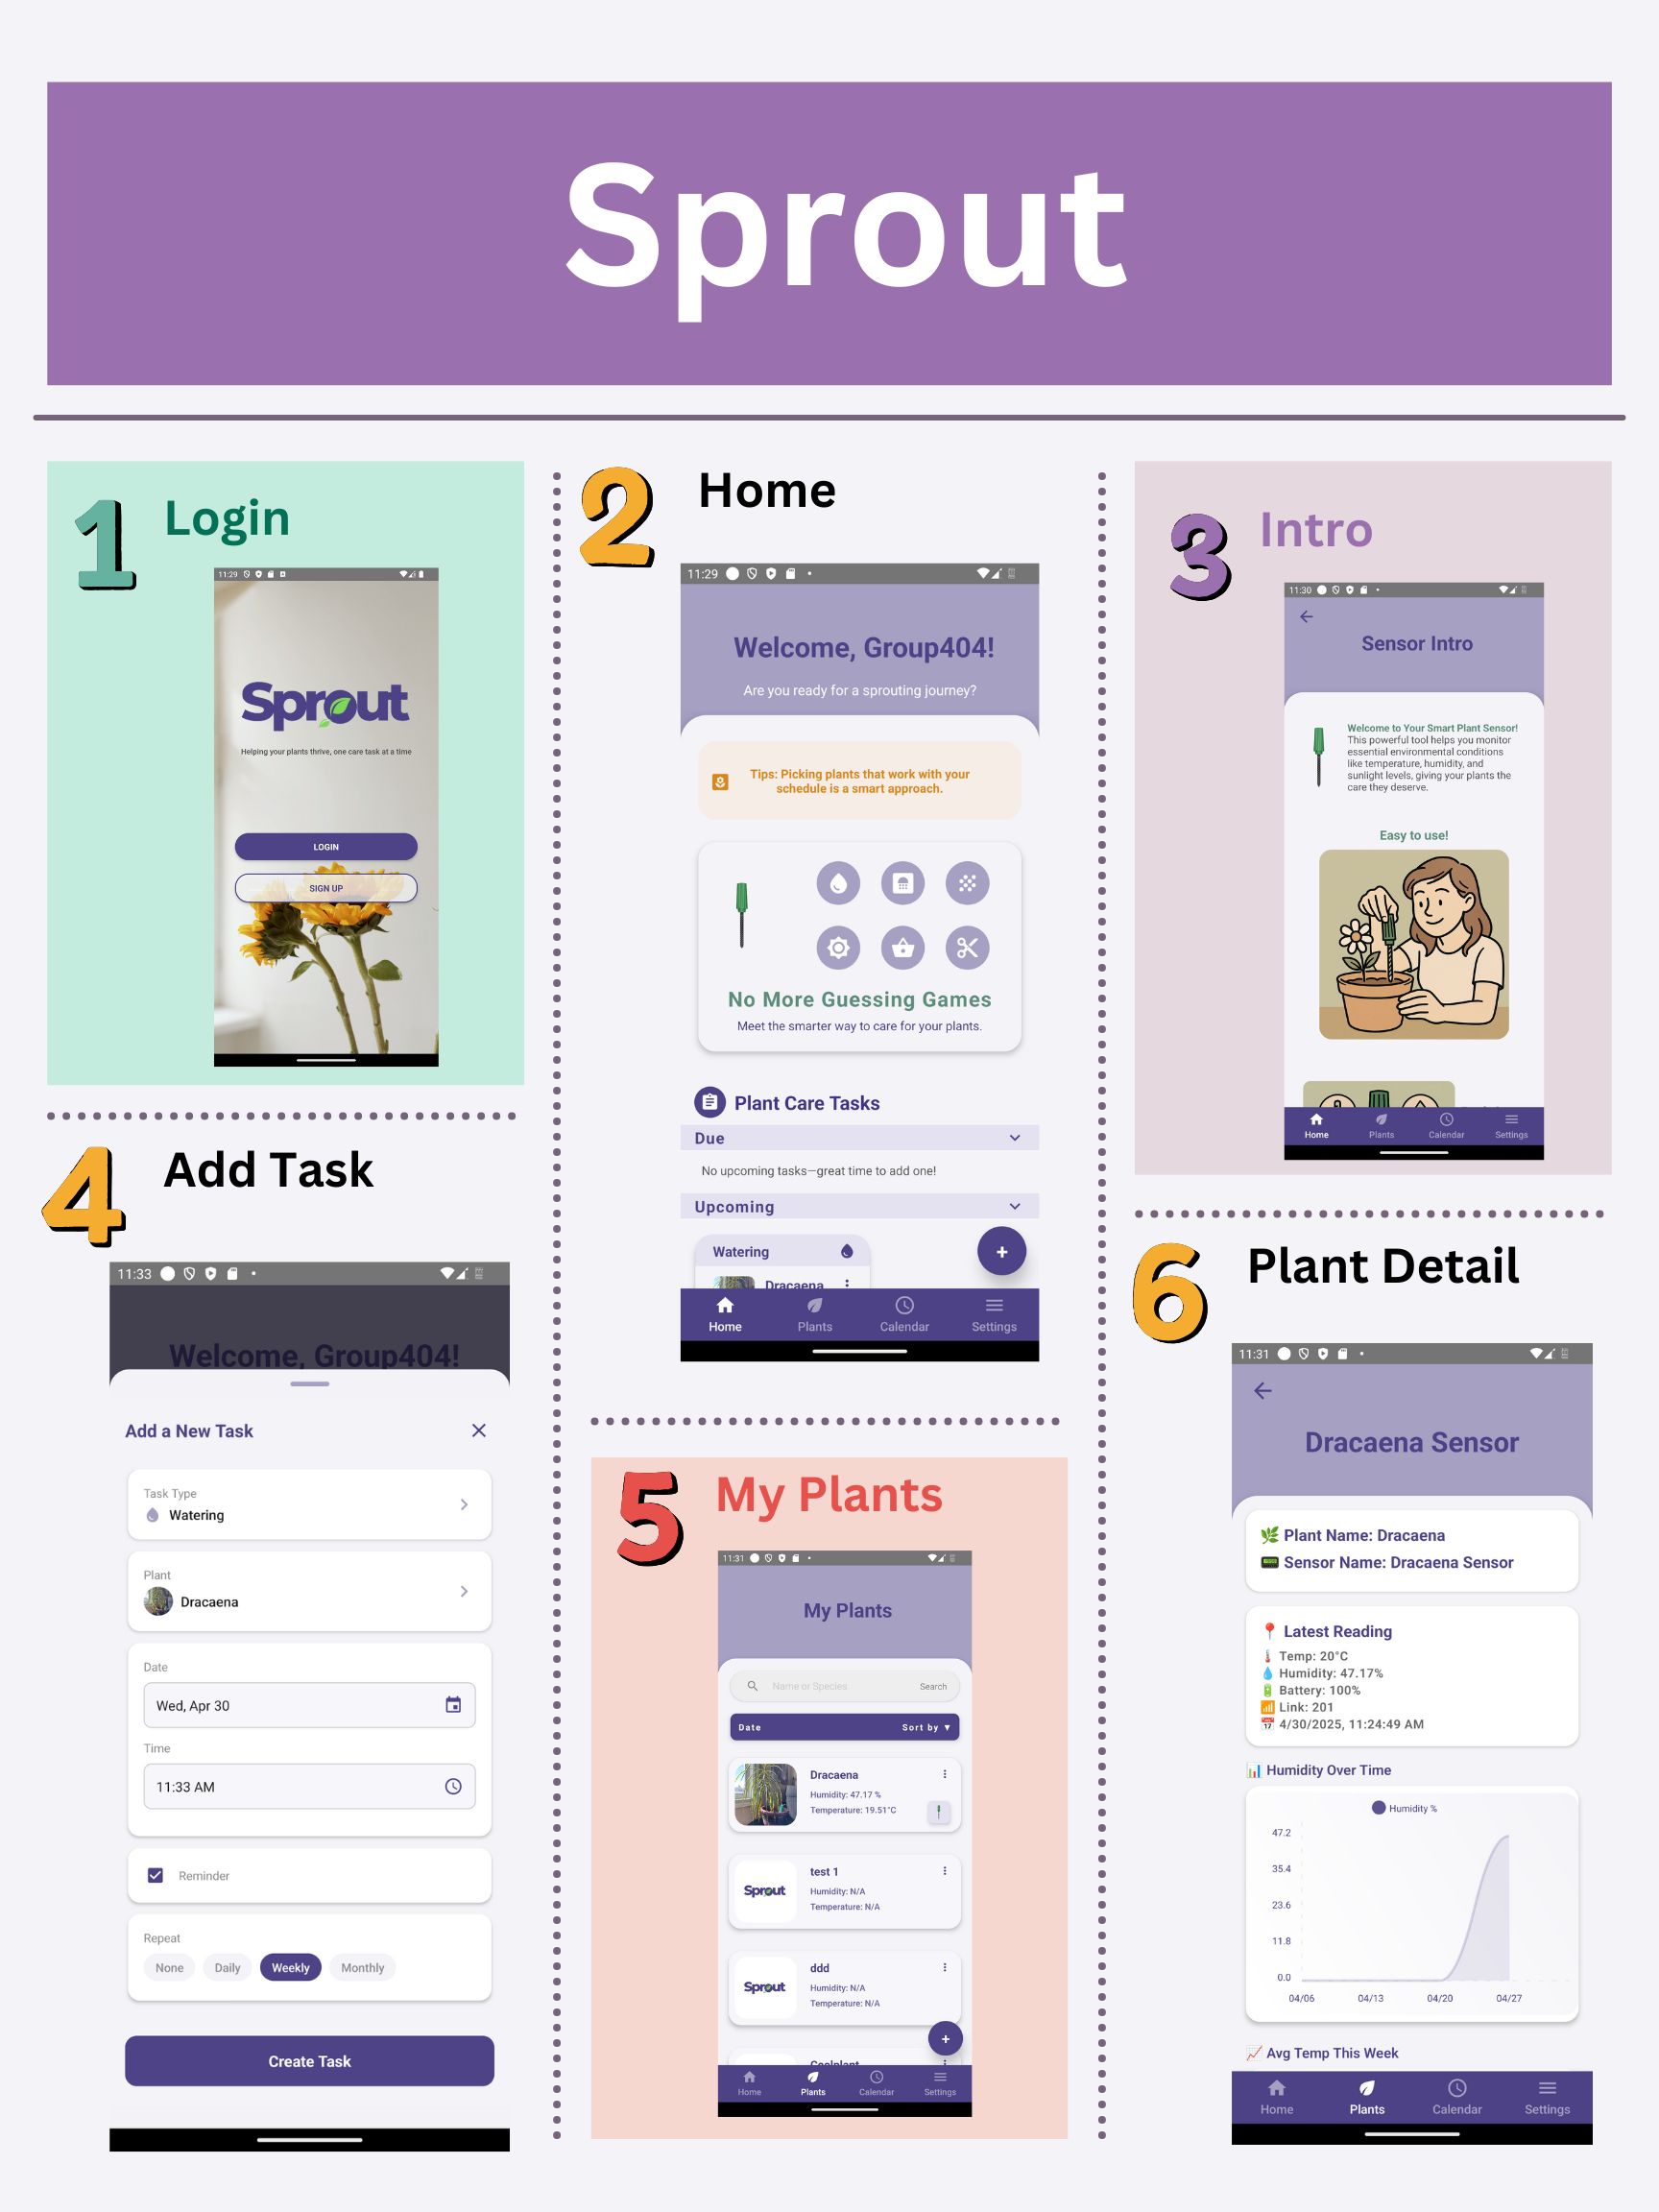 Sprout
1
Login
11:29
Sprout
Helping your plants thrive, one care task at a time
LOGIN
SIGN UP
2
Home
11:29
Welcome, Group404!
Are you ready for a sprouting journey?
Tips: Picking plants that work with your
schedule is a smart approach.
No More Guessing Games
Meet the smarter way to care for your plants.
Plant Care Tasks
Due
No upcoming tasks—great time to add one!
Upcoming
Watering
Dracaena
+
Home Plants Calendar Settings
3
Intro
11:30
Sensor Intro
Welcome to Your Smart Plant Sensor!
This powerful tool helps you monitor
essential environmental conditions
like temperature, humidity, and
sunlight levels, giving your plants the
care they deserve.
Easy to use!
Home Plants Calendar Settings
4
Add Task
11:33
Welcome, Group404!
Add a New Task
Task Type
Watering
Plant
Dracaena
Date
Wed, Apr 30
Time
11:33 AM
Reminder
Repeat
None Daily Weekly Monthly
Create Task
5
My Plants
11:31
My Plants
Name or Species Search
Date Sort by ▼
Dracaena
Humidity: 47.17 %
Temperature: 19.51°C
test 1
Sprout
Humidity: N/A
Temperature: N/A
ddd
Sprout
Humidity: N/A
Temperature: N/A
+
Coolplant
Home Plants Calendar Settings
6
Plant Detail
11:31
Dracaena Sensor
Plant Name: Dracaena
Sensor Name: Dracaena Sensor
Latest Reading
Temp: 20°C
Humidity: 47.17%
Battery: 100%
Link: 201
4/30/2025, 11:24:49 AM
Humidity Over Time
Humidity %
47.2
35.4
23.6
11.8
0.0
04/06 04/13 04/20 04/27
Avg Temp This Week
Home Plants Calendar Settings